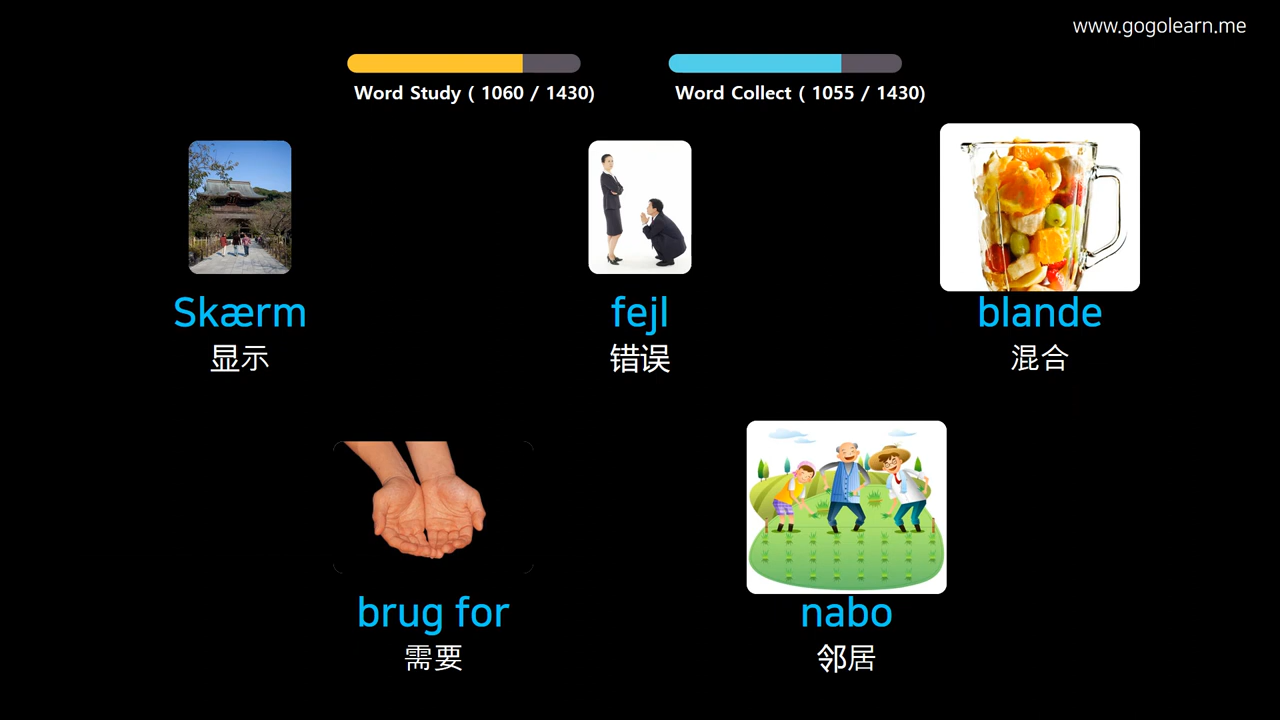 www.gogolearn.me
Word Study ( 1060 / 1430)
Word Collect ( 1055 / 1430)
Skærm
显示
fejl
错误
blande
混合
brug for
需要
nabo
邻居